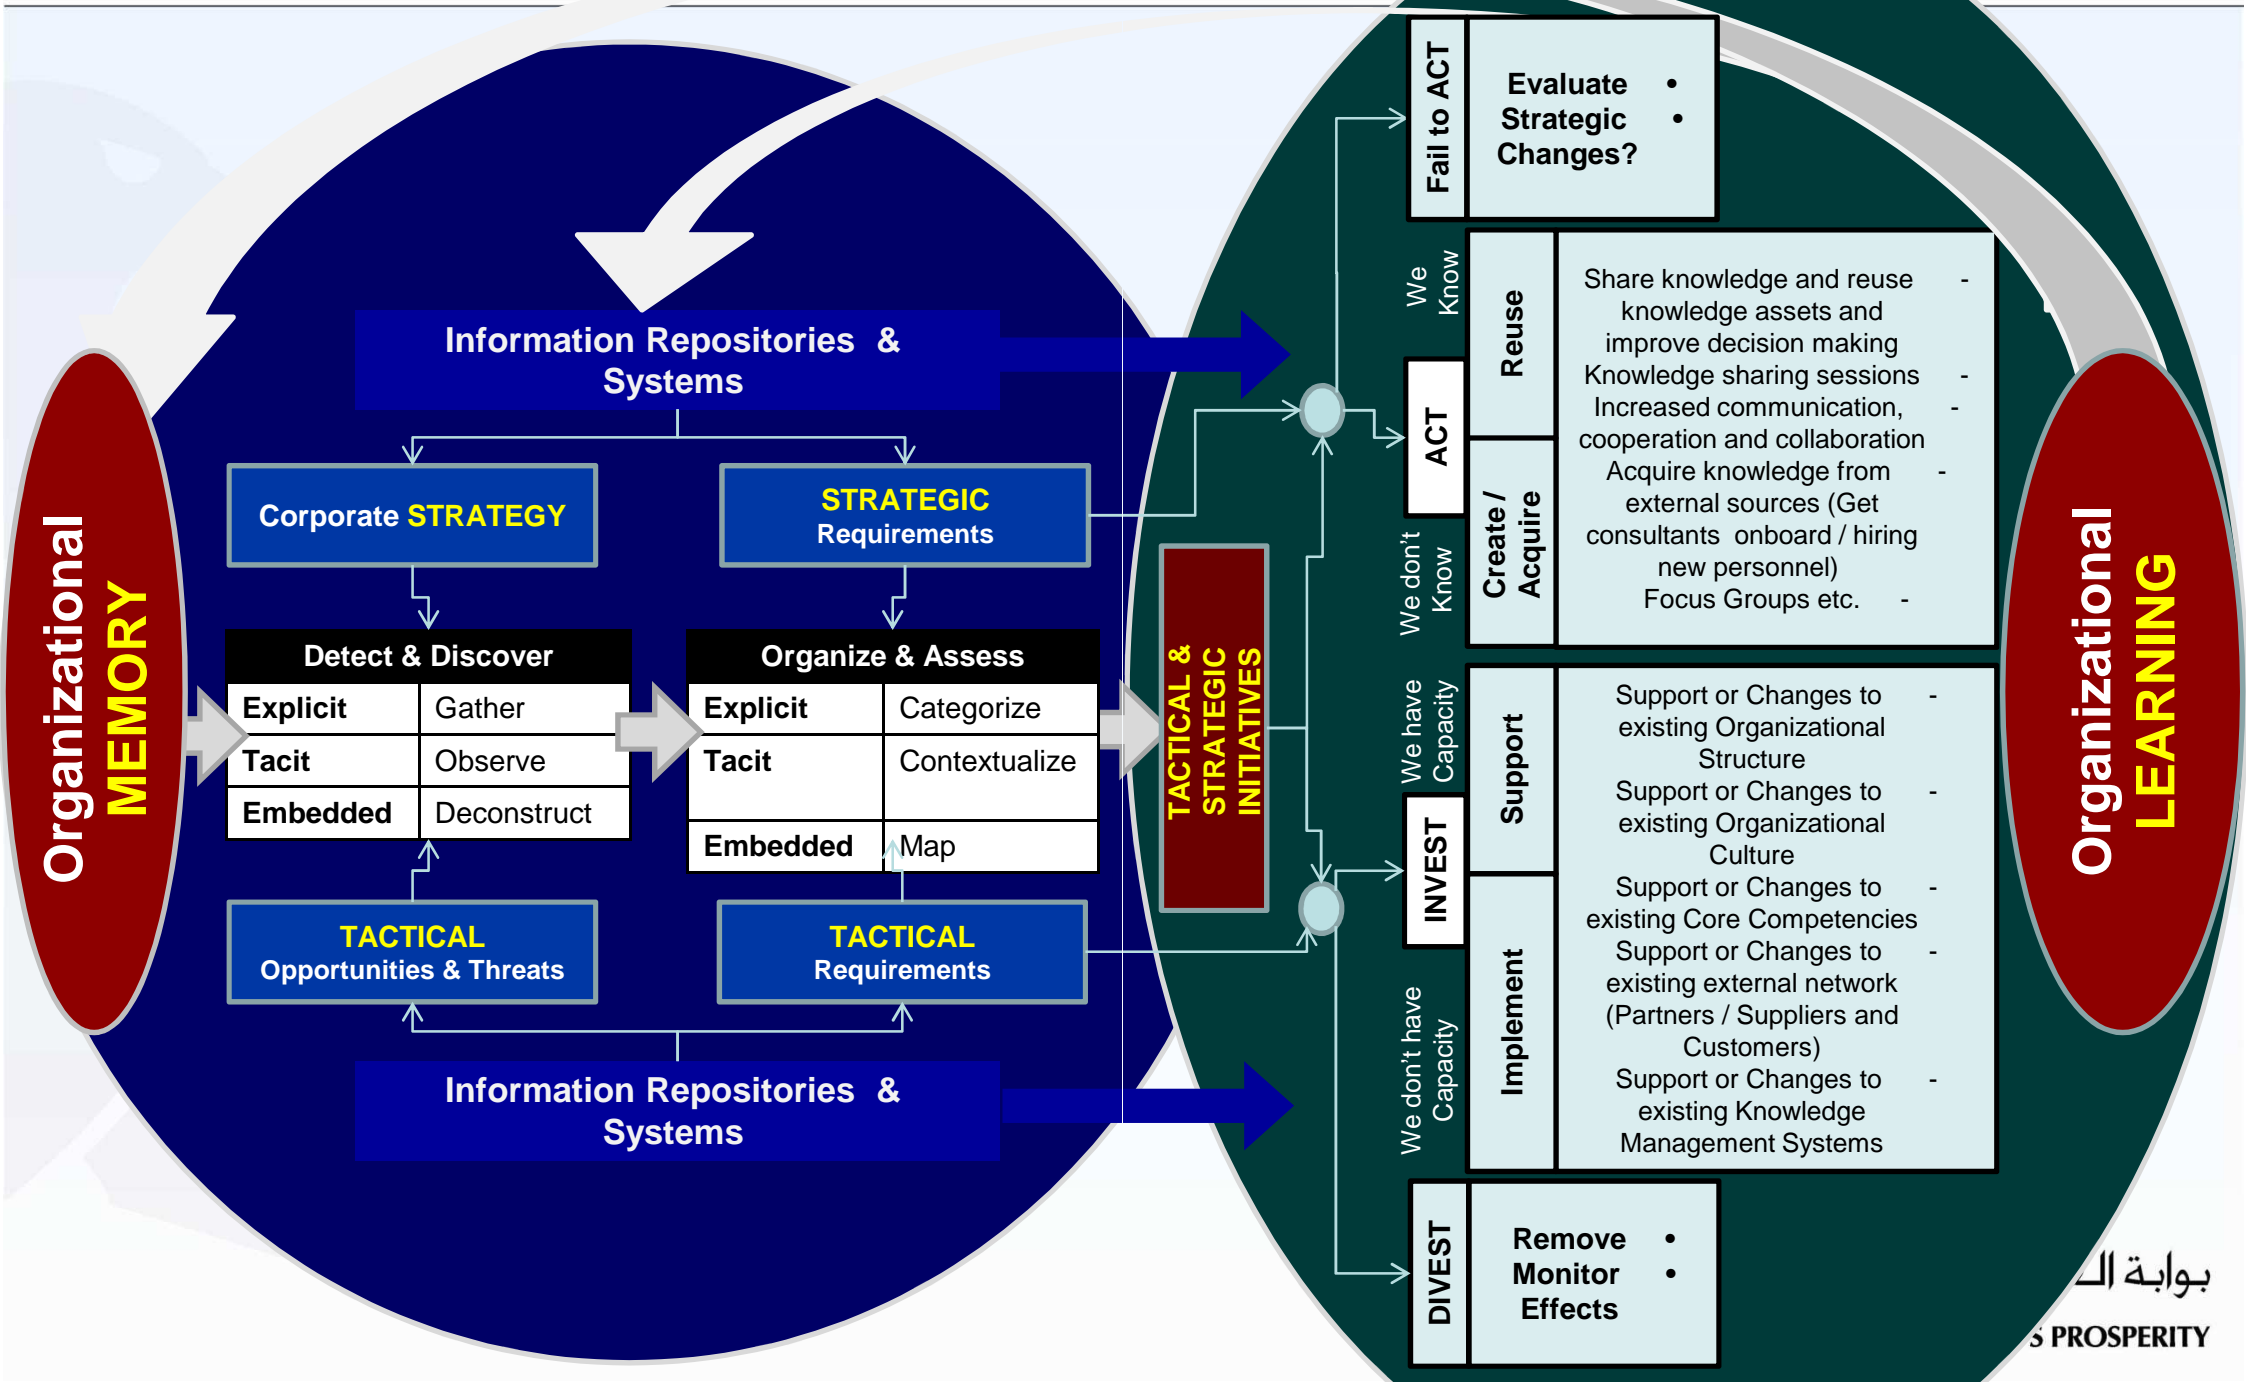 Organizational
MEMORY
Information Repositories &
Systems
Corporate STRATEGY
STRATEGIC
Requirements
Detect & Discover
Explicit Gather
Tacit Observe
Embedded Deconstruct
Organize & Assess
Explicit Categorize
Tacit Contextualize
Embedded Map
TACTICAL
Opportunities & Threats
TACTICAL
Requirements
Information Repositories &
Systems
TACTICAL &
STRATEGIC
INITIATIVES
Fail to ACT
Evaluate •
Strategic •
Changes?
We
Know
ACT
We don't
Know
Reuse
Create /
Acquire
Share knowledge and reuse -
knowledge assets and
improve decision making
Knowledge sharing sessions -
Increased communication, -
cooperation and collaboration
Acquire knowledge from -
external sources (Get
consultants onboard / hiring
new personnel)
Focus Groups etc. -
We have
Capacity
INVEST
We don't have
Capacity
Support
Implement
Support or Changes to -
existing Organizational
Structure
Support or Changes to -
existing Organizational
Culture
Support or Changes to -
existing Core Competencies
Support or Changes to -
existing external network
(Partners / Suppliers and
Customers)
Support or Changes to -
existing Knowledge
Management Systems
DIVEST
Remove •
Monitor •
Effects
Organizational
LEARNING
بوابة
PROSPERITY